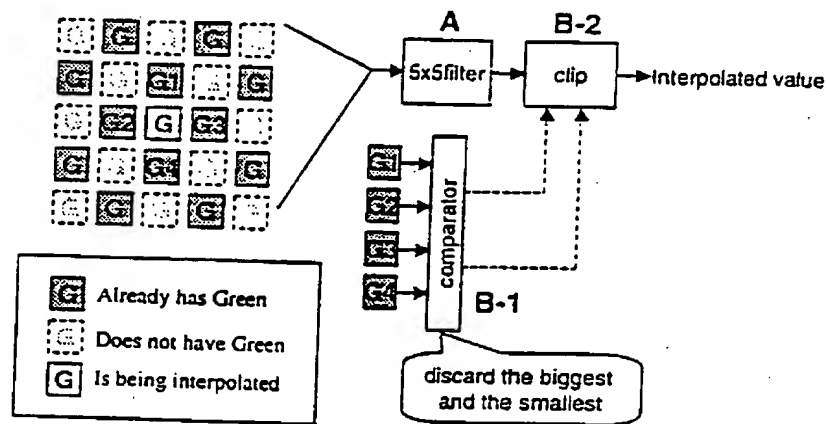 G G G G G
G G G1 G G
G G2 G G3 G
G G G4 G G
G G G G G
A
5x5filter
B-2
clip
Interpolated value
G1
G2
G4
comparator
B-1
discard the biggest
and the smallest
G Already has Green
G Does not have Green
G Is being interpolated